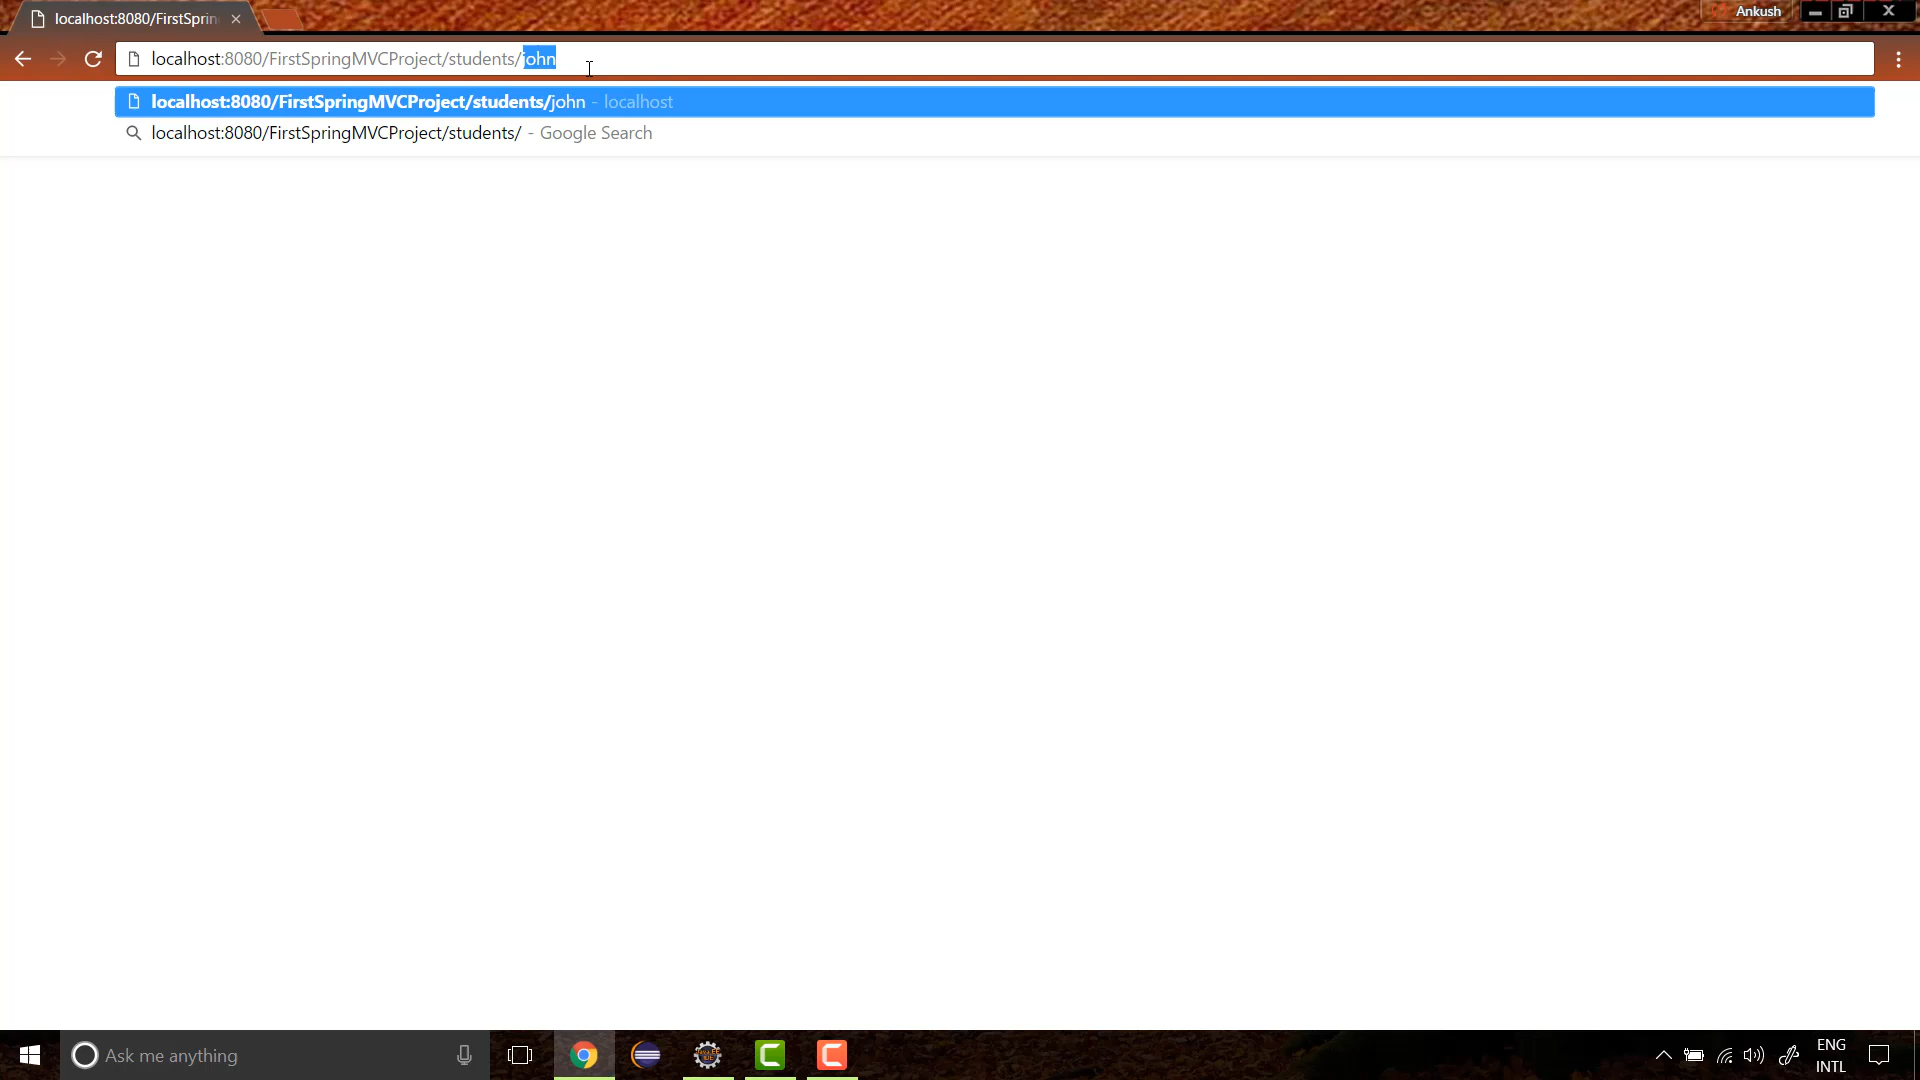 localhost:8080/FirstSprin
Ankush
localhost:8080/FirstSpringMVCProject/students/john
localhost:8080/FirstSpringMVCProject/students/john - localhost
localhost:8080/FirstSpringMVCProject/students/ - Google Search
Ask me anything
ENG
INTL